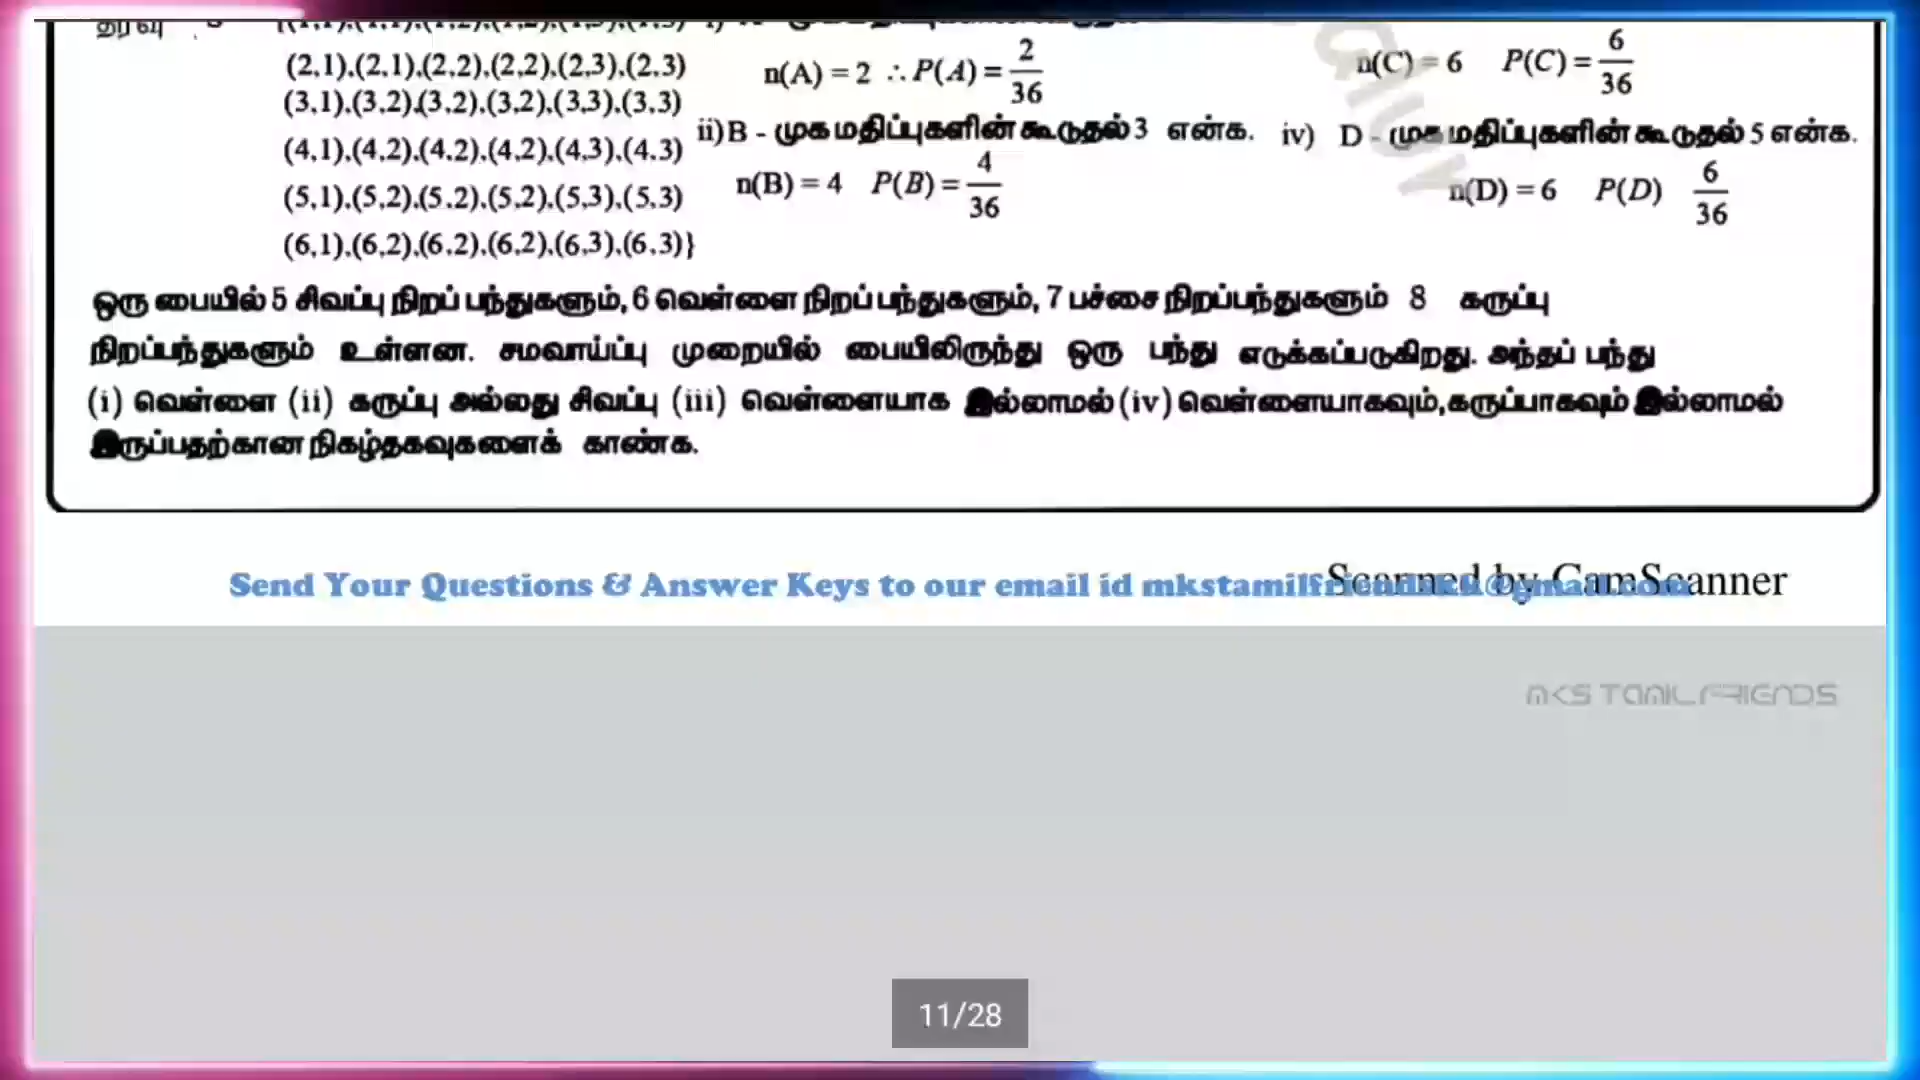 தரவு
(2,1),(2,1),(2,2),(2,2),(2,3),(2,3)
(3,1),(3,2),(3,2),(3,2),(3,3),(3,3)
(4,1),(4,2),(4,2),(4,2),(4,3),(4,3)
(5,1),(5,2),(5,2),(5,2),(5,3),(5,3)
(6,1),(6,2),(6,2),(6,2),(6,3),(6,3)}
n(A) = 2 ∴ P(A) = 2/36
ii) B - முக மதிப்புகளின் கூடுதல் 3 என்க.
n(B) = 4 P(B) = 4/36
n(C) = 6 P(C) = 6/36
iv) D - முக மதிப்புகளின் கூடுதல் 5 என்க.
n(D) = 6 P(D) 6/36
ஒரு பையில் 5 சிவப்பு நிறப் பந்துகளும், 6 வெள்ளை நிறப் பந்துகளும், 7 பச்சை நிறப்பந்துகளும் 8 கருப்பு
நிறப்பந்துகளும் உள்ளன. சமவாய்ப்பு முறையில் பையிலிருந்து ஒரு பந்து எடுக்கப்படுகிறது. அந்தப் பந்து
(i) வெள்ளை (ii) கருப்பு அல்லது சிவப்பு (iii) வெள்ளையாக இல்லாமல் (iv) வெள்ளையாகவும், கருப்பாகவும் இல்லாமல்
இருப்பதற்கான நிகழ்தகவுகளைக் காண்க.
Send Your Questions & Answer Keys to our email id
Scanned by CamScanner
MKS TAMIL FRIENDS
11/28